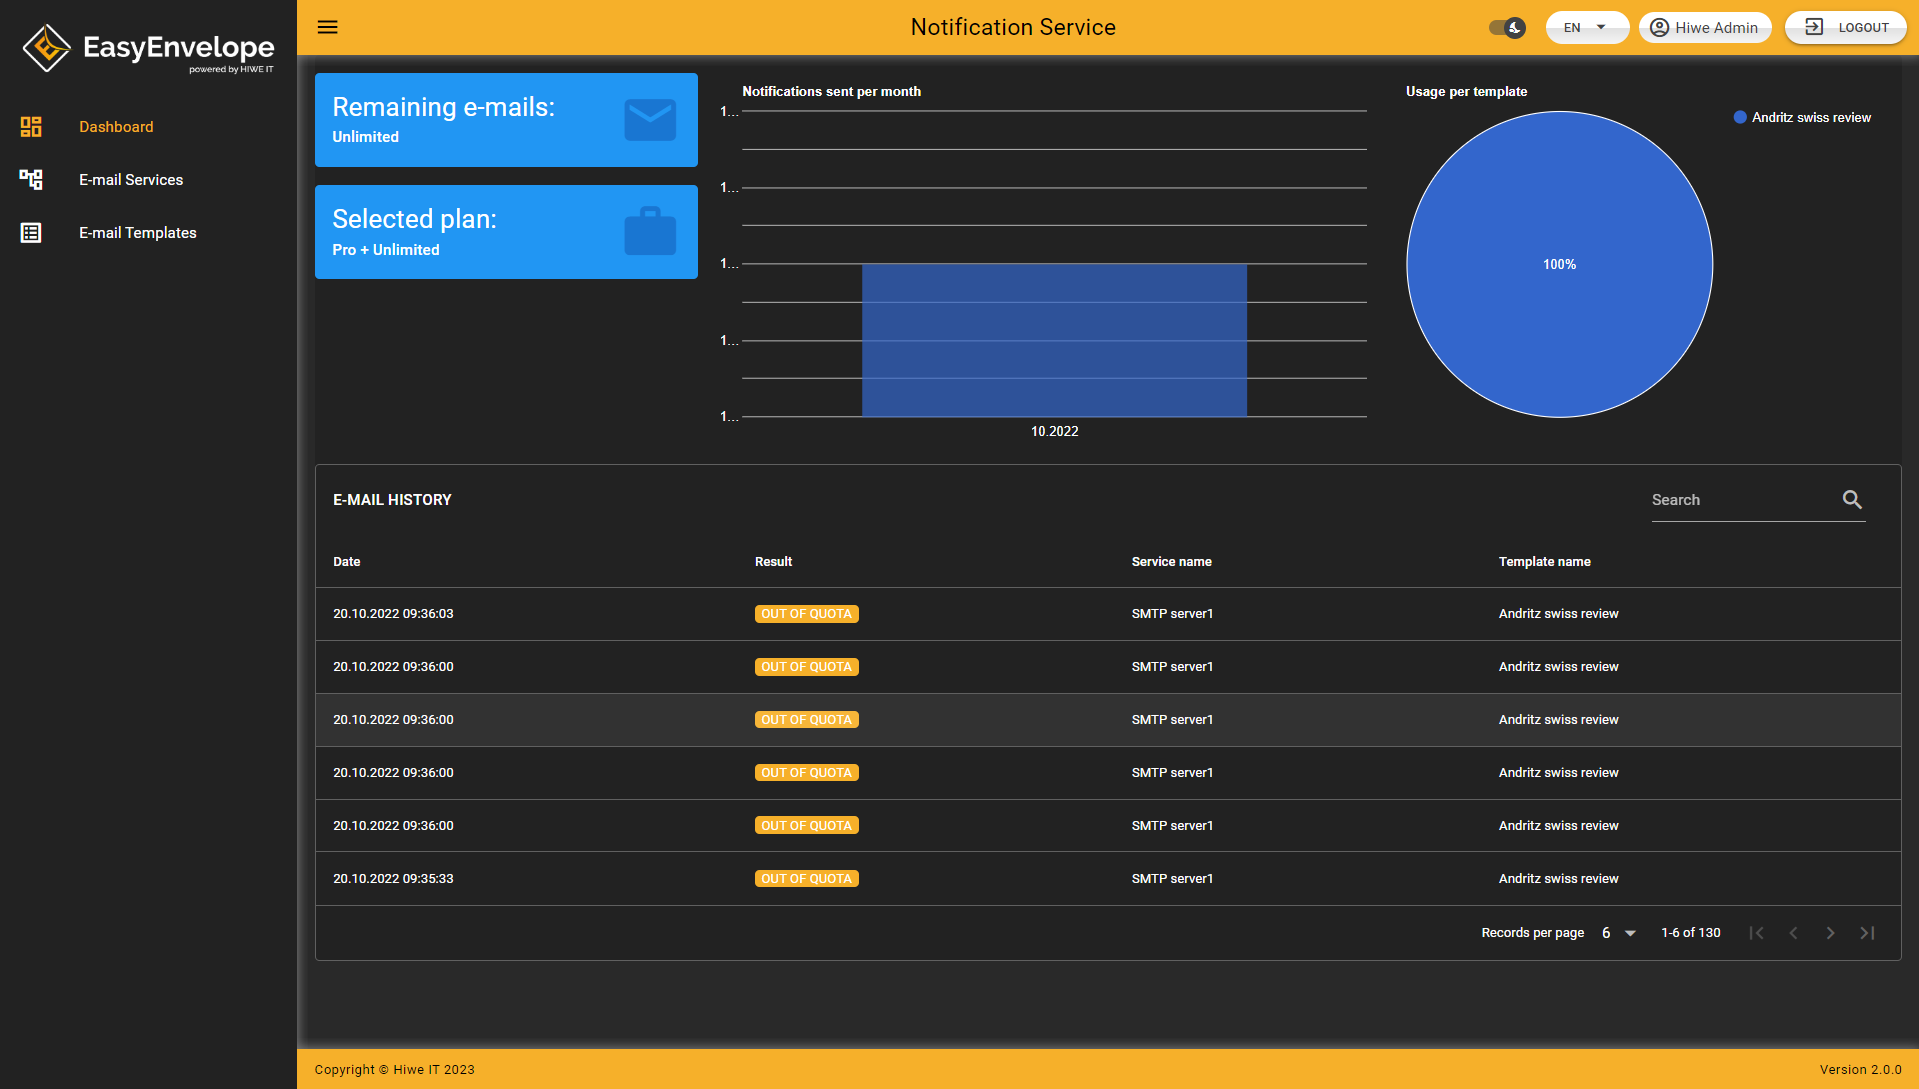 EasyEnvelope
powered by HIWE IT
Dashboard
E-mail Services
E-mail Templates
Notification Service
EN
Hiwe Admin
LOGOUT
Remaining e-mails:
Unlimited
Selected plan:
Pro + Unlimited
Notifications sent per month
1...
1...
1...
1...
1...
10.2022
Usage per template
Andritz swiss review
100%
E-MAIL HISTORY
Search
Date Result Service name Template name
20.10.2022 09:36:03 OUT OF QUOTA SMTP server1 Andritz swiss review
20.10.2022 09:36:00 OUT OF QUOTA SMTP server1 Andritz swiss review
20.10.2022 09:36:00 OUT OF QUOTA SMTP server1 Andritz swiss review
20.10.2022 09:36:00 OUT OF QUOTA SMTP server1 Andritz swiss review
20.10.2022 09:36:00 OUT OF QUOTA SMTP server1 Andritz swiss review
20.10.2022 09:35:33 OUT OF QUOTA SMTP server1 Andritz swiss review
Records per page 6 1-6 of 130
Copyright © Hiwe IT 2023
Version 2.0.0